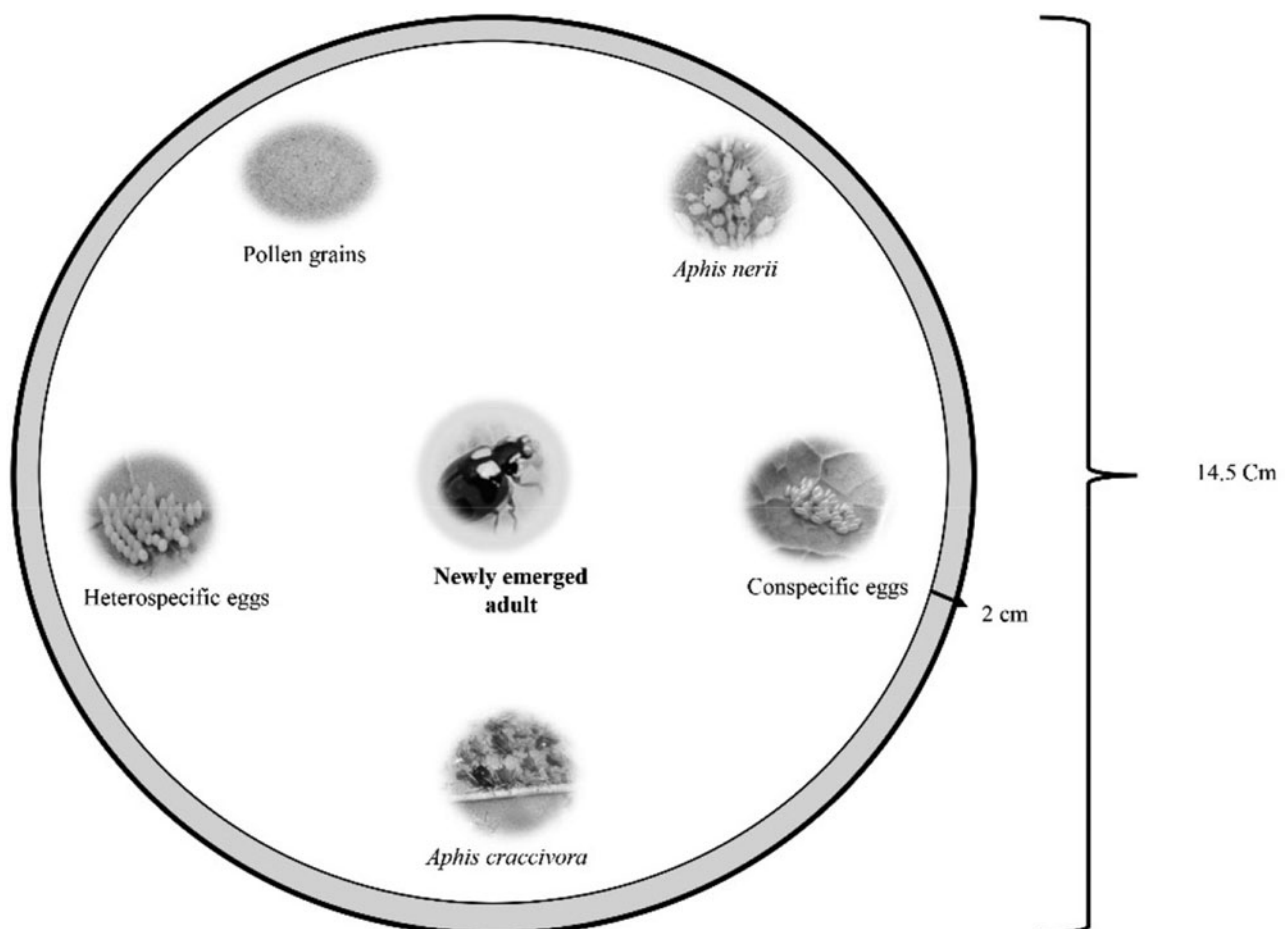 Pollen grains
Aphis nerii
14.5 Cm
Heterospecific eggs
Newly emerged
adult
Conspecific eggs
2 cm
Aphis craccivora